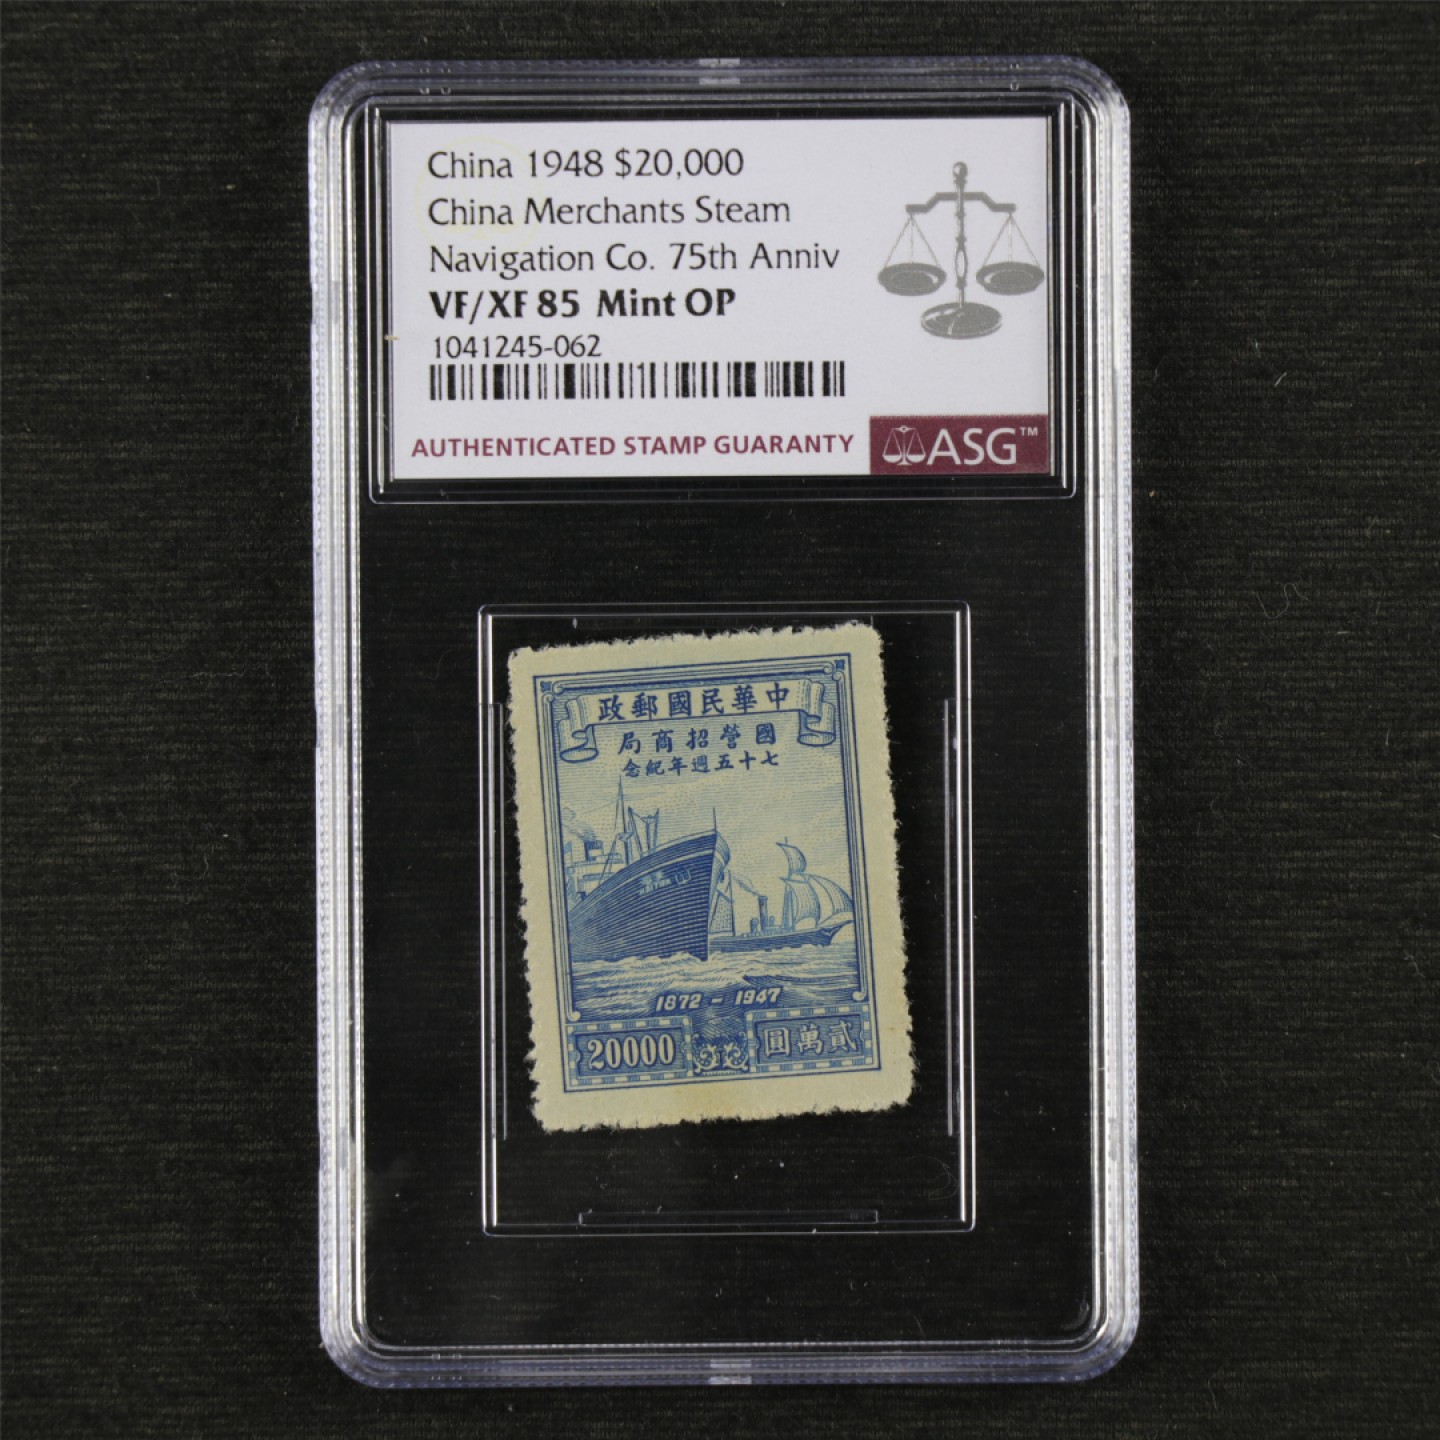 China 1948 $20,000
China Merchants Steam
Navigation Co. 75th Anniv
VF/XF 85 Mint OP
1041245-062
AUTHENTICATED STAMP GUARANTY
ASG™
政郵國民華中
局商招營國
念紀年週五十七
1872 - 1947
20000
圓萬貳